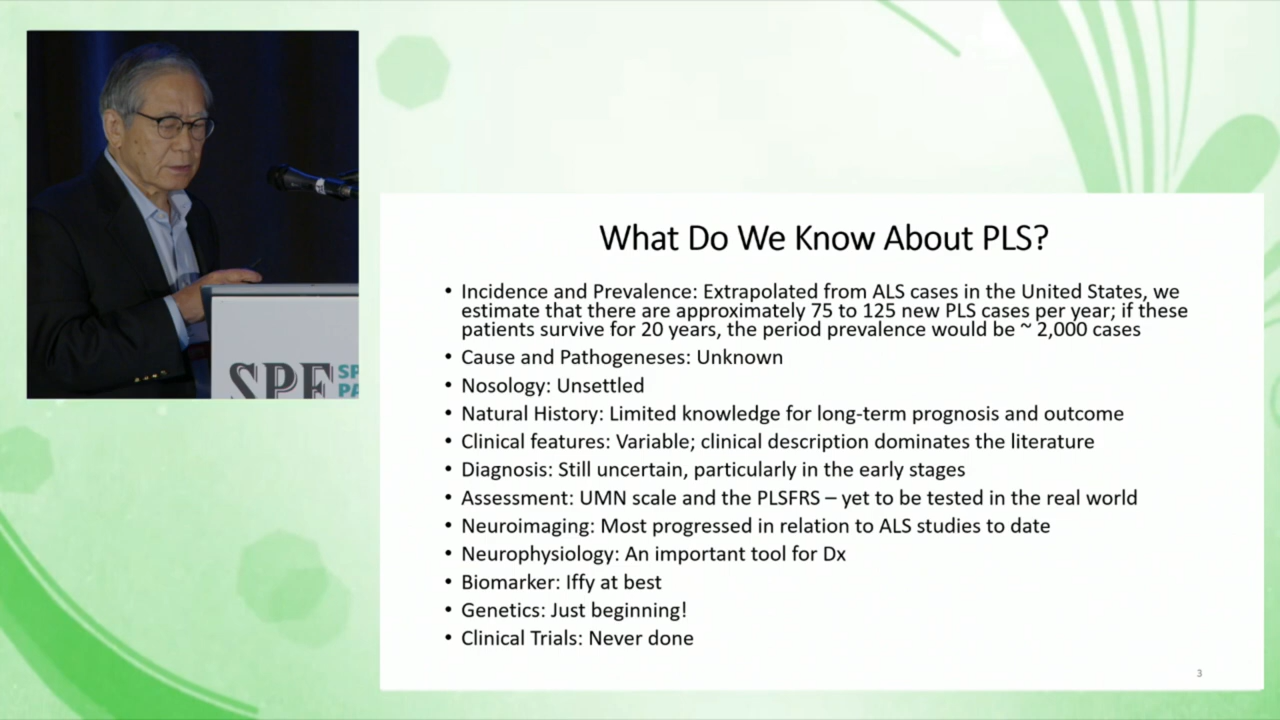 SPF
SP
PA
What Do We Know About PLS?
• Incidence and Prevalence: Extrapolated from ALS cases in the United States, we
estimate that there are approximately 75 to 125 new PLS cases per year; if these
patients survive for 20 years, the period prevalence would be ~ 2,000 cases
• Cause and Pathogeneses: Unknown
• Nosology: Unsettled
• Natural History: Limited knowledge for long-term prognosis and outcome
• Clinical features: Variable; clinical description dominates the literature
• Diagnosis: Still uncertain, particularly in the early stages
• Assessment: UMN scale and the PLSFRS – yet to be tested in the real world
• Neuroimaging: Most progressed in relation to ALS studies to date
• Neurophysiology: An important tool for Dx
• Biomarker: Iffy at best
• Genetics: Just beginning!
• Clinical Trials: Never done
3